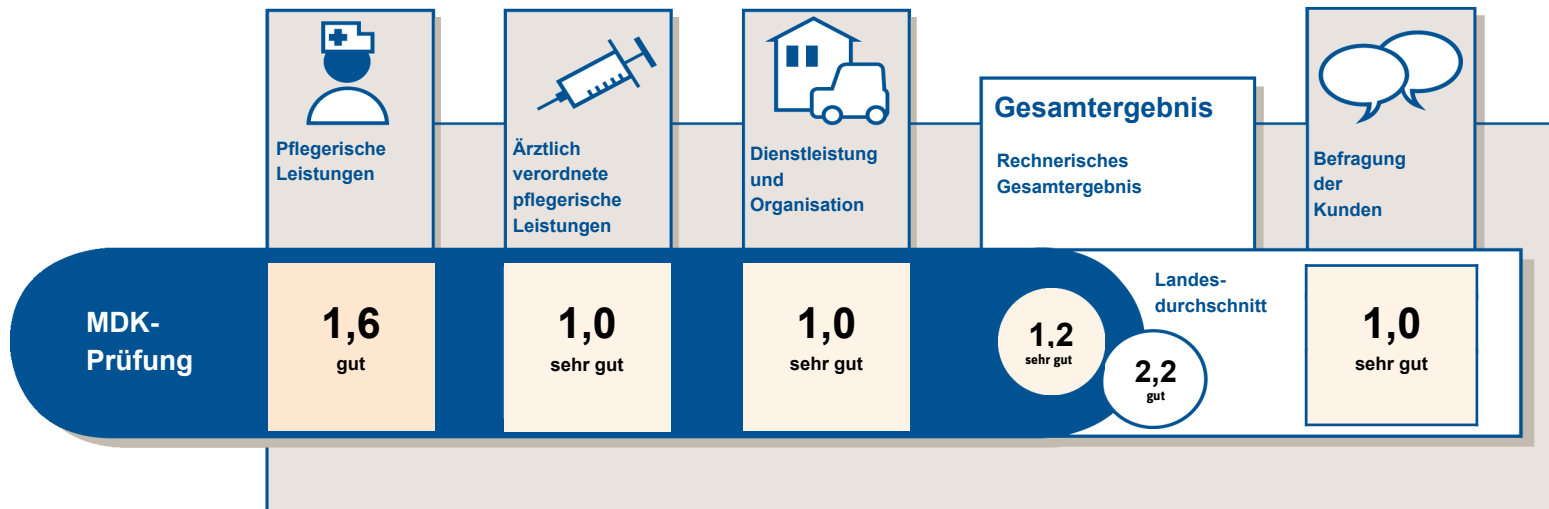 Pflegerische
Leistungen
Ärztlich
verordnete
pflegerische
Leistungen
Dienstleistung
und
Organisation
Gesamtergebnis
Rechnerisches
Gesamtergebnis
Befragung
der
Kunden
MDK-
Prüfung
1,6
gut
1,0
sehr gut
1,0
sehr gut
1,2
sehr gut
Landes-
durchschnitt
2,2
gut
1,0
sehr gut